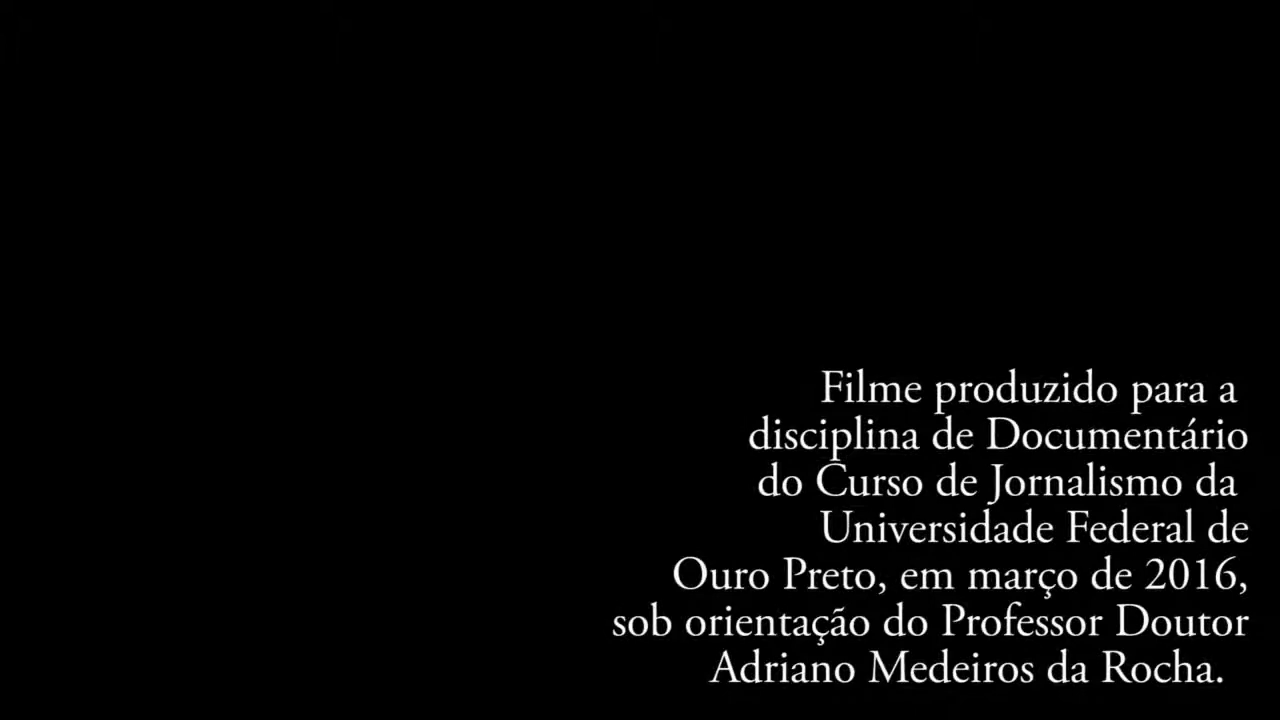 Filme produzido para a
disciplina de Documentário
do Curso de Jornalismo da
Universidade Federal de
Ouro Preto, em março de 2016,
sob orientação do Professor Doutor
Adriano Medeiros da Rocha.